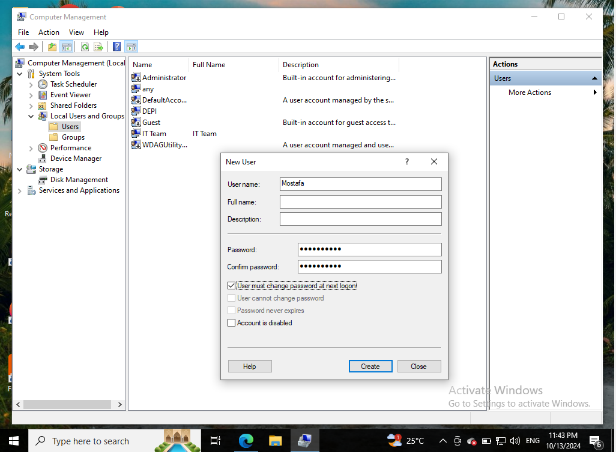 Computer Management
File Action View Help
Computer Management (Local
System Tools
Task Scheduler
Event Viewer
Shared Folders
Local Users and Groups
Users
Groups
Performance
Device Manager
Storage
Disk Management
Services and Applications
Name Full Name Description
Administrator Built-in account for administering...
any
DefaultAcco... A user account managed by the s...
DEPI
Guest Built-in account for guest access t...
IT Team IT Team
WDAGUtility... A user account managed and use...
Actions
Users
More Actions
New User
? 
User name: Mostafa
Full name:
Description:
Password: ●●●●●●●●●●
Confirm password: ●●●●●●●●●●
User must change password at next logon
User cannot change password
Password never expires
Account is disabled
Help Create Close
Activate Windows
Go to Settings to activate Windows.
Type here to search
25°C ENG 11:43 PM
10/13/2024
6